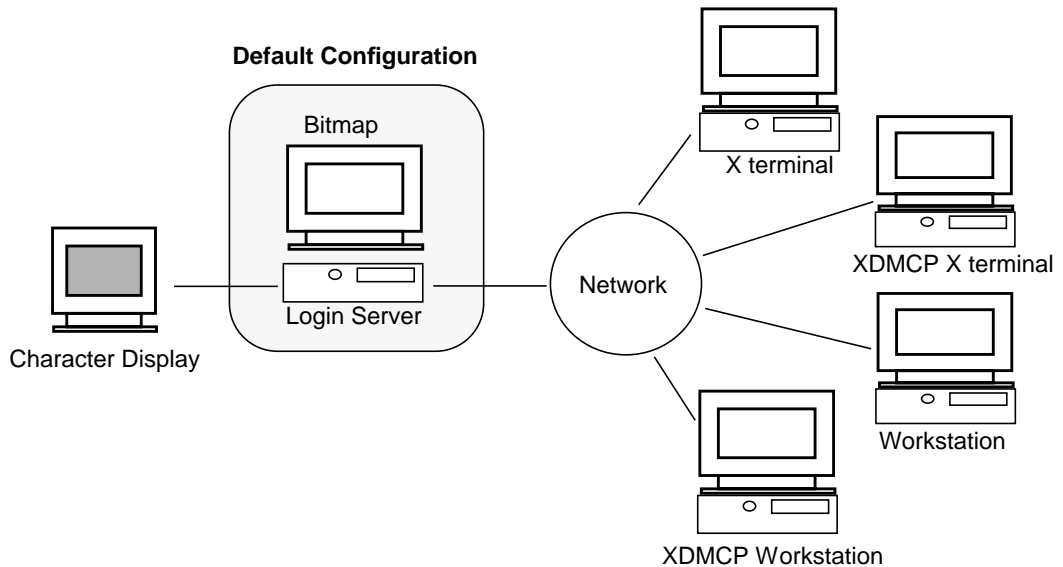 Default Configuration
Bitmap
X terminal
XDMCP X terminal
Network
Login Server
Character Display
Workstation
XDMCP Workstation